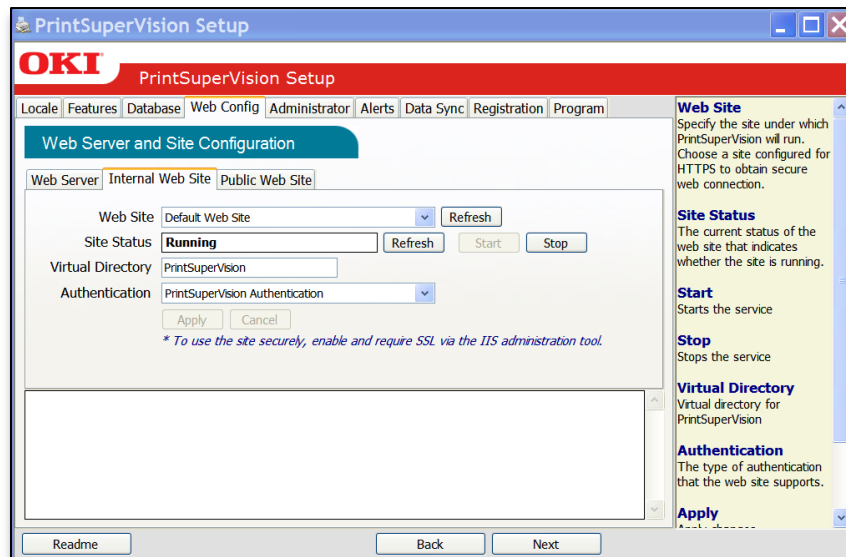 PrintSuperVision Setup
OKI
PrintSuperVision Setup
Locale Features Database Web Config Administrator Alerts Data Sync Registration Program
Web Server and Site Configuration
Web Server Internal Web Site Public Web Site
Web Site Default Web Site Refresh
Site Status Running Refresh Start Stop
Virtual Directory PrintSuperVision
Authentication PrintSuperVision Authentication
Apply Cancel
* To use the site securely, enable and require SSL via the IIS administration tool.
Web Site
Specify the site under which
PrintSuperVision will run.
Choose a site configured for
HTTPS to obtain secure
web connection.
Site Status
The current status of the
web site that indicates
whether the site is running.
Start
Starts the service
Stop
Stops the service
Virtual Directory
Virtual directory for
PrintSuperVision
Authentication
The type of authentication
that the web site supports.
Apply
Readme Back Next